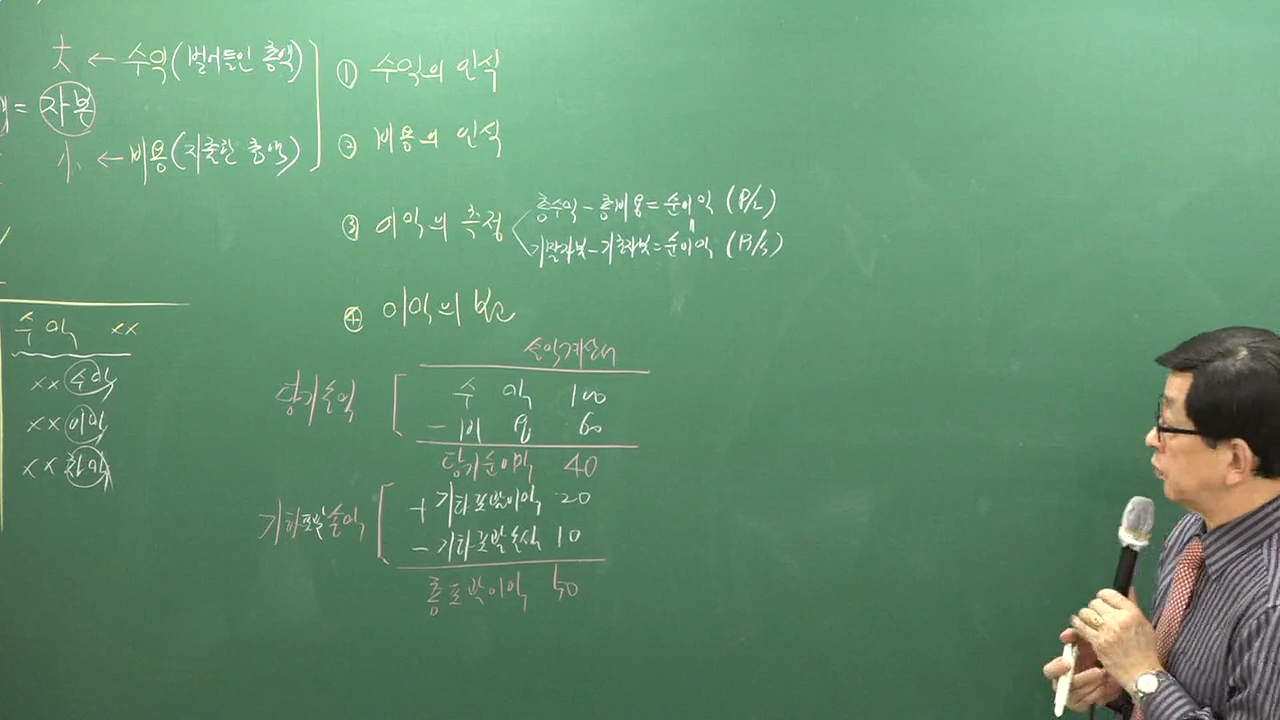 大 ← 수익(벌어들인 총액)
= 자본
小 ← 비용(지출한 총액)
① 수익의 인식
② 비용의 인식
③ 이익의 측정
총수익 - 총비용 = 순이익 (P/L)
"
기말자본 - 기초자본 = 순이익 (B/S)
④ 이익의 보고
수익 xx
xx 수익
xx 이익
xx 차익
손익계산서
당기손익
수 익 100
- 비 용 60
당기순이익 40
기타포괄손익
+ 기타포괄이익 20
- 기타포괄손실 10
총포괄이익 50